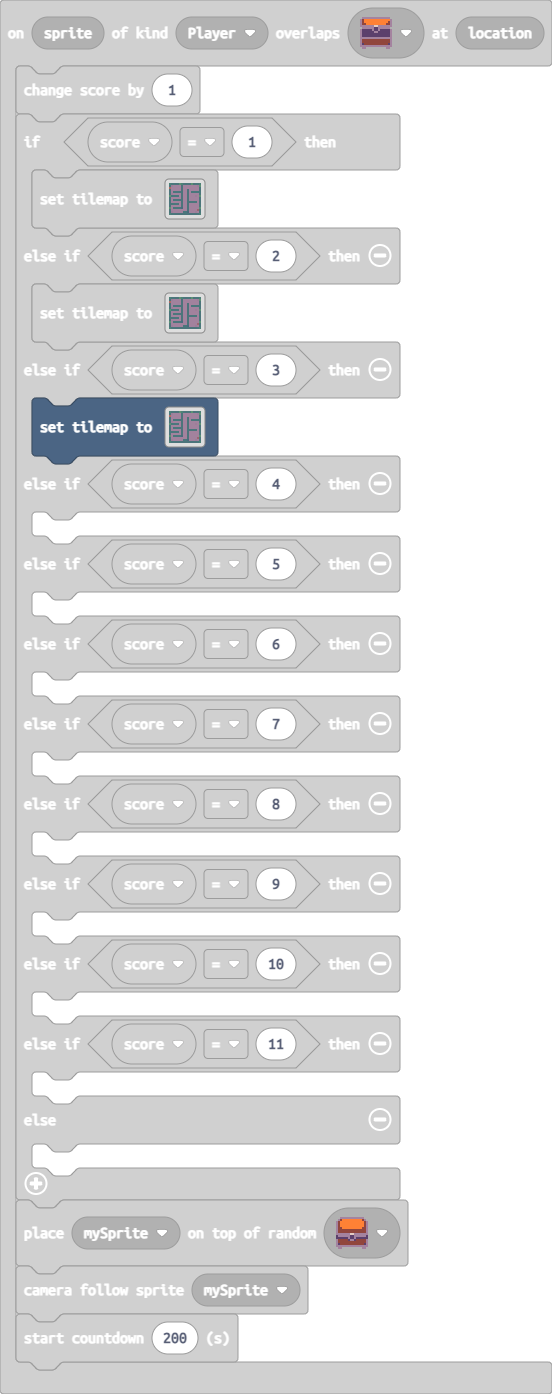 on sprite of kind Player overlaps at location
change score by 1
if score = 1 then
set tilemap to
else if score = 2 then
set tilemap to
else if score = 3 then
set tilemap to
else if score = 4 then
else if score = 5 then
else if score = 6 then
else if score = 7 then
else if score = 8 then
else if score = 9 then
else if score = 10 then
else if score = 11 then
else
place mySprite on top of random
camera follow sprite mySprite
start countdown 200 (s)